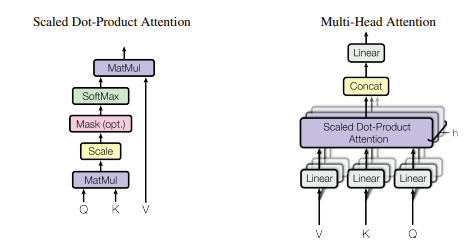 Scaled Dot-Product Attention
MatMul
SoftMax
Mask (opt.)
Scale
MatMul
Q K V
Multi-Head Attention
Linear
Concat
Scaled Dot-Product
Attention
h
Linear Linear Linear
V K Q